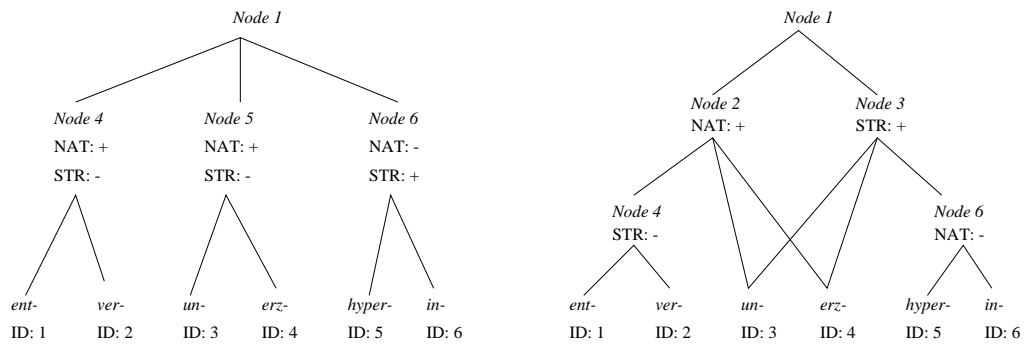 Node 1
Node 4 Node 5 Node 6
NAT: + NAT: + NAT: -
STR: - STR: - STR: +
ent- ver- un- erz- hyper- in-
ID: 1 ID: 2 ID: 3 ID: 4 ID: 5 ID: 6
Node 1
Node 2 Node 3
NAT: + STR: +
Node 4 Node 6
STR: - NAT: -
ent- ver- un- erz- hyper- in-
ID: 1 ID: 2 ID: 3 ID: 4 ID: 5 ID: 6